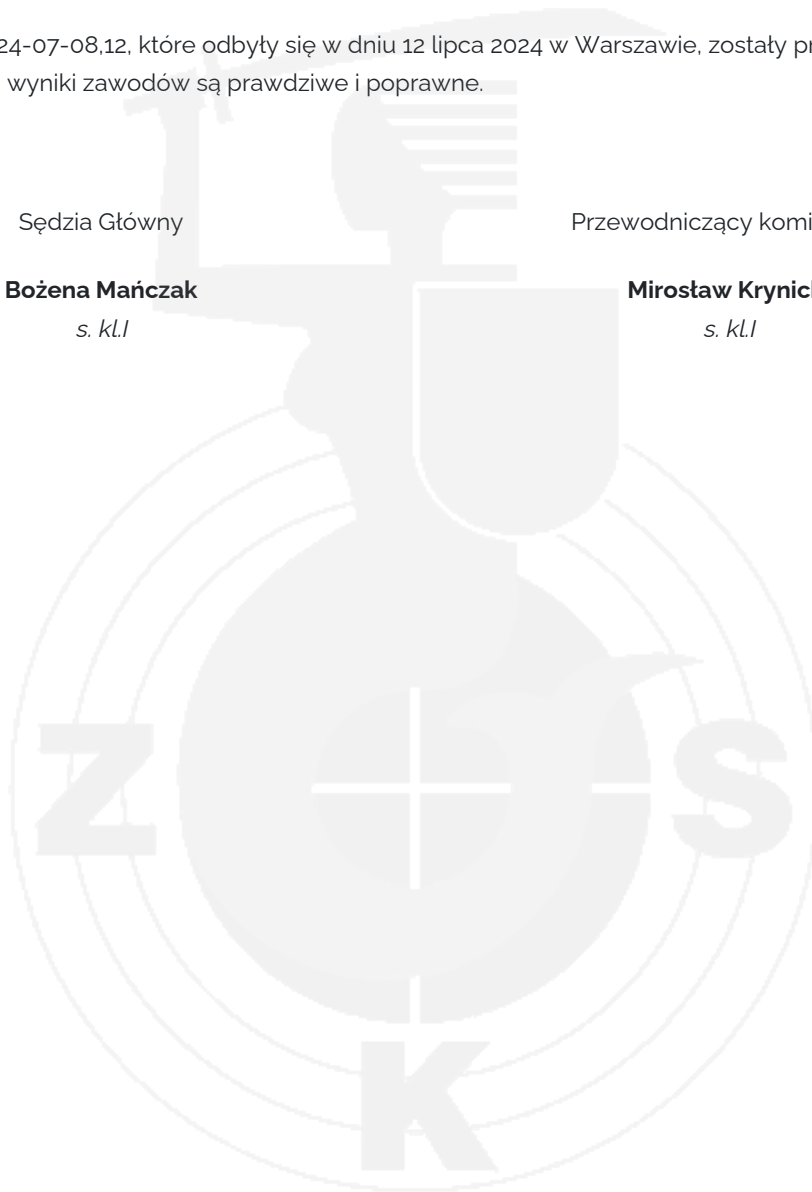 24-07-08,12, które odbyły się w dniu 12 lipca 2024 w Warszawie, zostały pr
wyniki zawodów są prawdziwe i poprawne.
Sędzia Główny
Przewodniczący komi
Bożena Mańczak
Mirosław Krynic
s. kl.I
s. kl.I
Z S
K